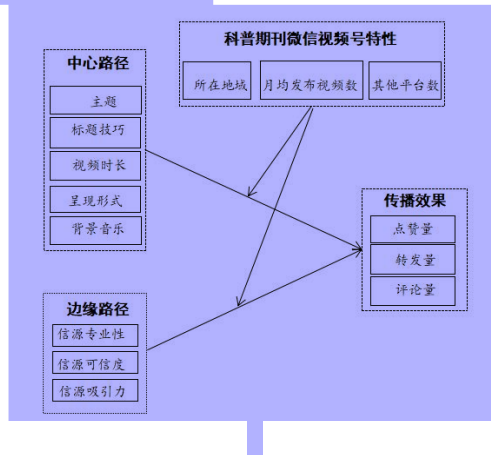 科普期刊微信视频号特性
所在地域
月均发布视频数
其他平台数
中心路径
主题
标题技巧
视频时长
呈现形式
背景音乐
传播效果
点赞量
转发量
评论量
边缘路径
信源专业性
信源可信度
信源吸引力